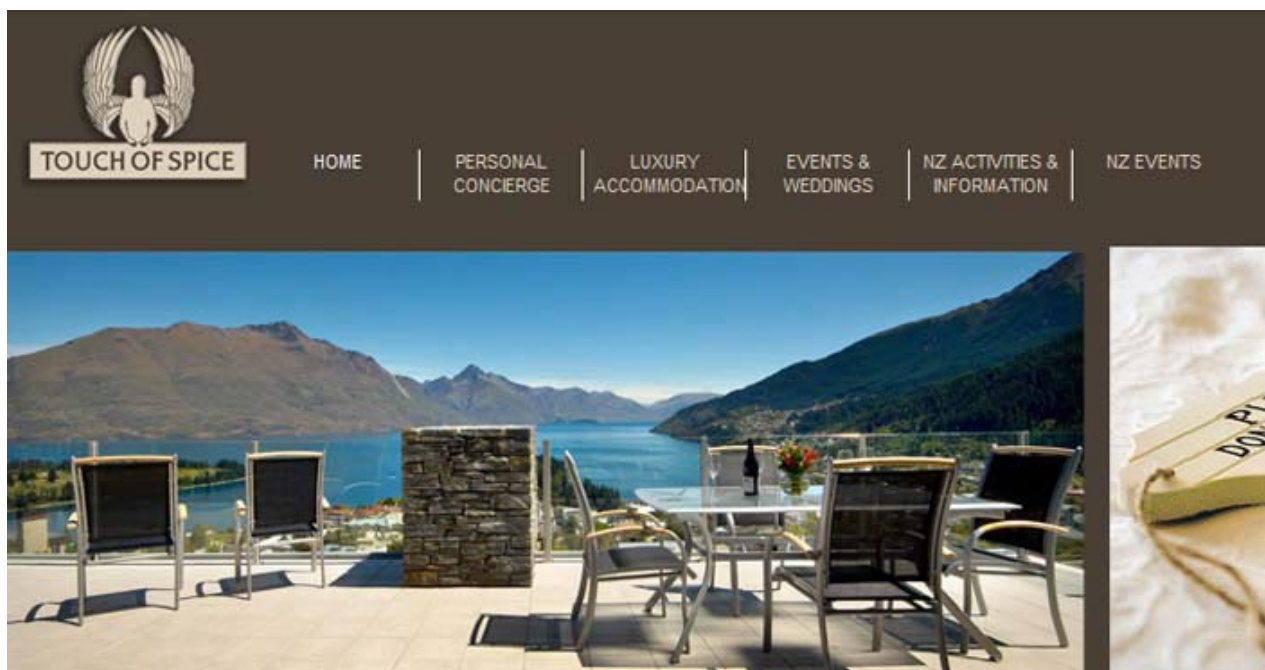 TOUCH OF SPICE
HOME
PERSONAL
CONCIERGE
LUXURY
ACCOMMODATION
EVENTS &
WEDDINGS
NZ ACTIVITIES &
INFORMATION
NZ EVENTS